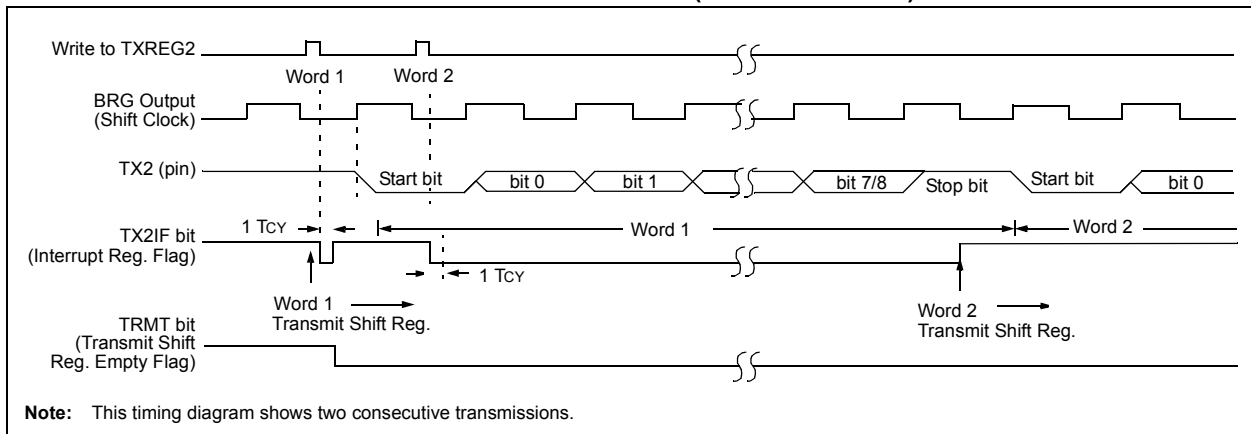 Write to TXREG2
Word 1
Word 2
BRG Output
(Shift Clock)
TX2 (pin)
Start bit
bit 0
bit 1
bit 7/8
Stop bit
Start bit
bit 0
1 TCY
Word 1
Word 2
TX2IF bit
(Interrupt Reg. Flag)
1 TCY
Word 1
Transmit Shift Reg.
Word 2
Transmit Shift Reg.
TRMT bit
(Transmit Shift
Reg. Empty Flag)
Note: This timing diagram shows two consecutive transmissions.